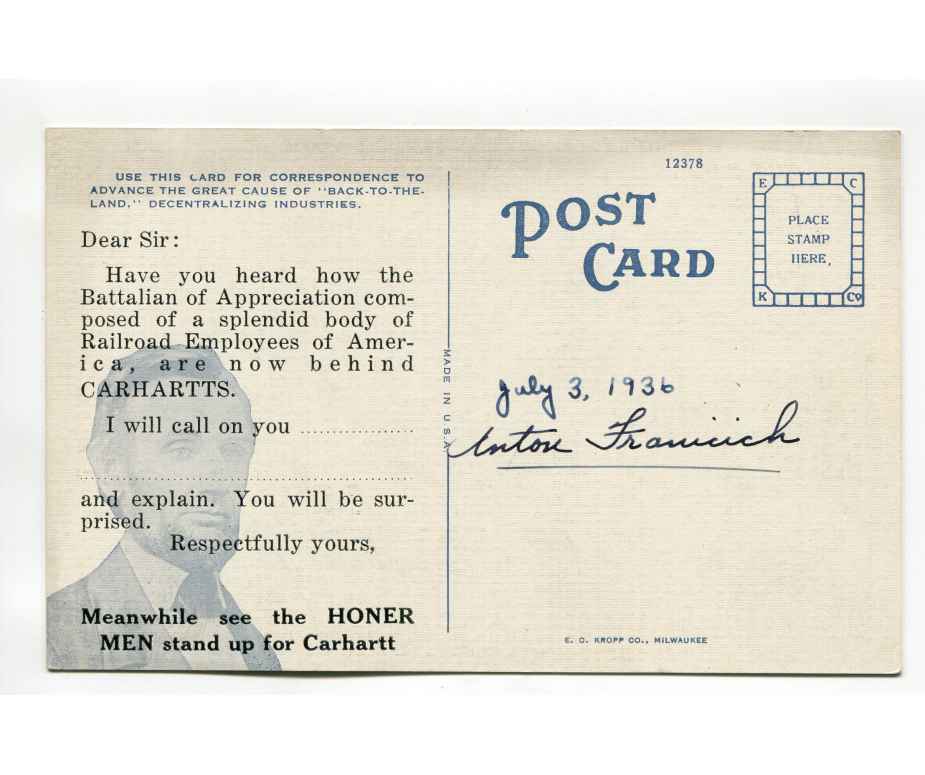 USE THIS CARD FOR CORRESPONDENCE TO
ADVANCE THE GREAT CAUSE OF "BACK-TO-THE-
LAND," DECENTRALIZING INDUSTRIES.
Dear Sir:
Have you heard how the
Battalian of Appreciation com-
posed of a splendid body of
Railroad Employees of Amer-
ica, are now behind
CARHARTTS.
I will call on you ..................
and explain. You will be sur-
prised.
Respectfully yours,
Meanwhile see the HONER
MEN stand up for Carhartt
MADE IN U.S.A.
12378
POST
CARD
E C
PLACE
STAMP
HERE.
K Co
July 3, 1936
Anton Franicich
E. C. KROPP CO., MILWAUKEE